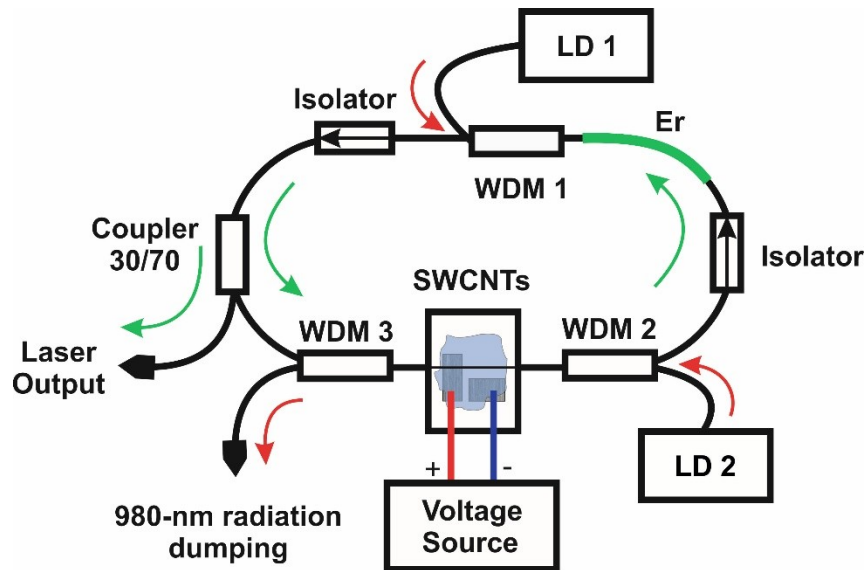 LD 1
Isolator
Er
WDM 1
Coupler
30/70
Isolator
SWCNTs
WDM 3
WDM 2
Laser
Output
+
-
LD 2
980-nm radiation
dumping
Voltage
Source